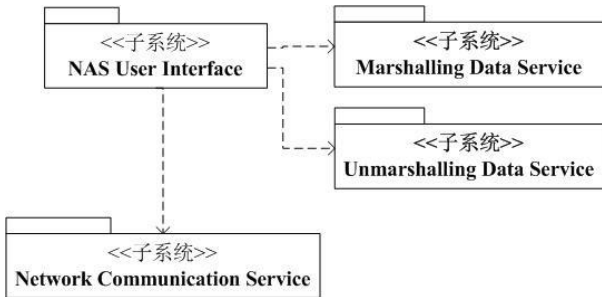 <<子系统>>
NAS User Interface
<<子系统>>
Marshalling Data Service
<<子系统>>
Unmarshalling Data Service
<<子系统>>
Network Communication Service